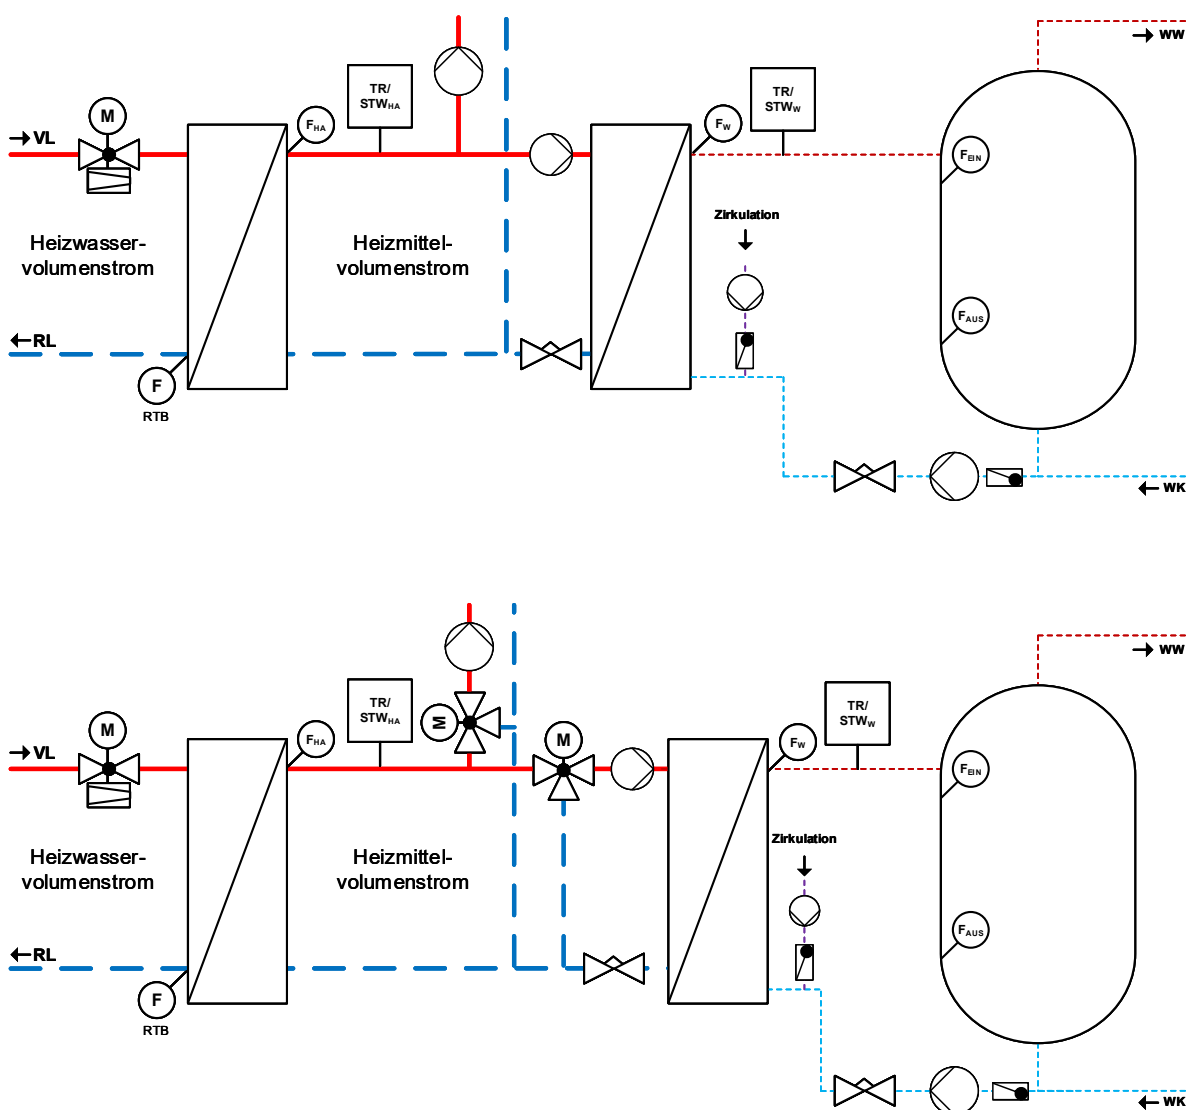 WW
TR/
STWHA
TR/
STWW
M
FHA
FW
VL
FEIN
Zirkulation
Heizwasser-
volumenstrom
Heizmittel-
volumenstrom
FAUS
RL
F
RTB
WK
WW
TR/
STWHA
TR/
STWW
M
M
M
FHA
FW
VL
FEIN
Zirkulation
Heizwasser-
volumenstrom
Heizmittel-
volumenstrom
FAUS
RL
F
RTB
WK